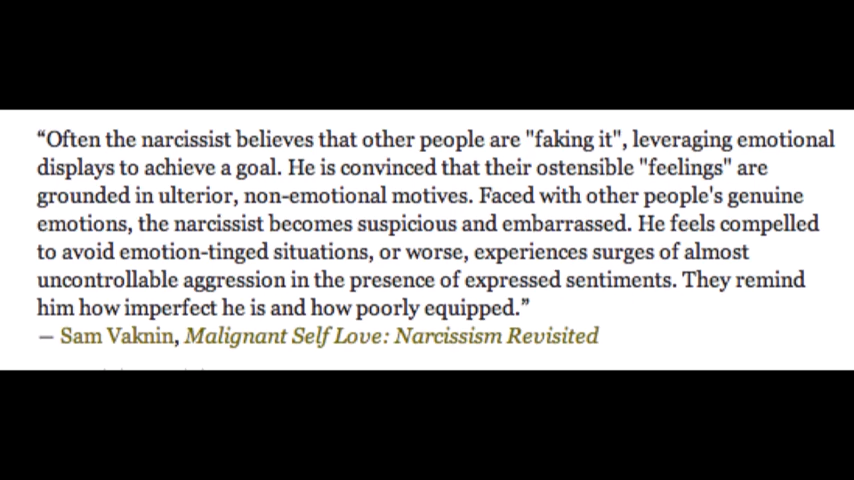 “Often the narcissist believes that other people are "faking it", leveraging emotional
displays to achieve a goal. He is convinced that their ostensible "feelings" are
grounded in ulterior, non-emotional motives. Faced with other people's genuine
emotions, the narcissist becomes suspicious and embarrassed. He feels compelled
to avoid emotion-tinged situations, or worse, experiences surges of almost
uncontrollable aggression in the presence of expressed sentiments. They remind
him how imperfect he is and how poorly equipped.”
— Sam Vaknin, Malignant Self Love: Narcissism Revisited